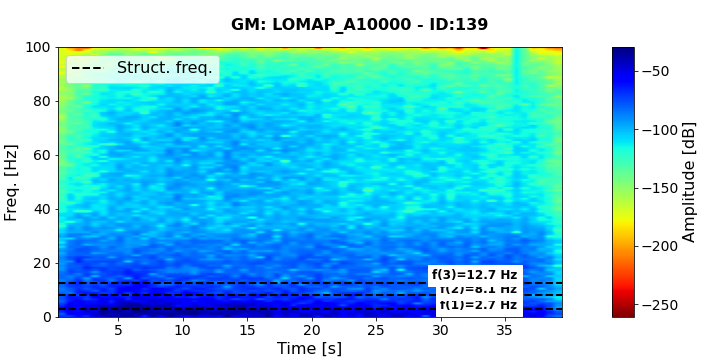 GM: LOMAP_A10000 - ID:139
Struct. freq.
Freq. [Hz]
100
80
60
40
20
0
f(3)=12.7 Hz
f(2)=8.1 Hz
f(1)=2.7 Hz
5 10 15 20 25 30 35
Time [s]
−50
−100
−150
−200
−250
Amplitude [dB]